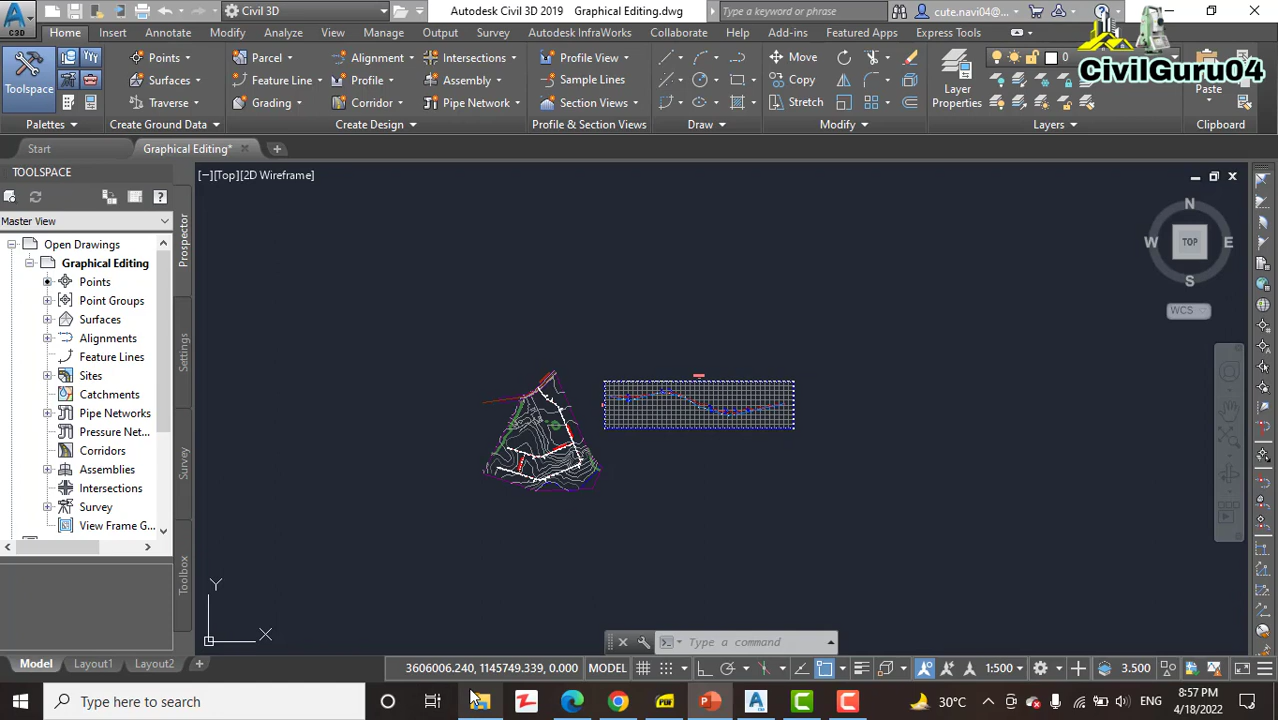 A C3D Civil 3D Autodesk Civil 3D 2019 Graphical Editing.dwg Type a keyword or phrase cute.navi04@...
Home Insert Annotate Modify Analyze View Manage Output Survey Autodesk InfraWorks Collaborate Help Add-ins Featured Apps Express Tools
CivilGuru04
Toolspace
Points Parcel Alignment Intersections Profile View Move 0
Surfaces Feature Line Profile Assembly Sample Lines Copy
Traverse Grading Corridor Pipe Network Section Views Stretch
Layer Properties
Paste
Palettes Create Ground Data Create Design Profile & Section Views Draw Modify Layers Clipboard
Start Graphical Editing*
TOOLSPACE
[−][Top][2D Wireframe]
Master View
Open Drawings
Graphical Editing
Points
Point Groups
Surfaces
Alignments
Feature Lines
Sites
Catchments
Pipe Networks
Pressure Net...
Corridors
Assemblies
Intersections
Survey
View Frame G...
Prospector
Settings
Survey
Toolbox
N
W TOP E
S
WCS
Y
X
Type a command
Model Layout1 Layout2
3606006.240, 1145749.339, 0.000 MODEL 1:500 3.500
Type here to search
PDF
30°C ENG 8:57 PM
4/18/2022